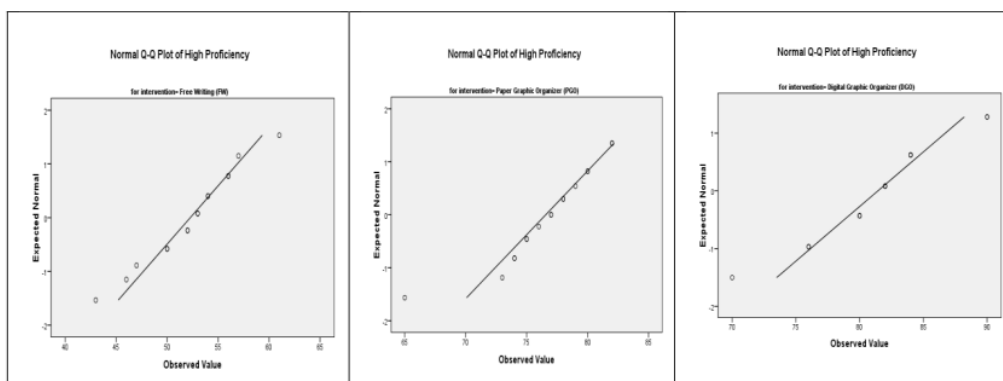 Normal Q-Q Plot of High Proficiency
for intervention= Free Writing (FW)
Expected Normal
2
1
0
-1
-2
40 45 50 55 60 65
Observed Value
Normal Q-Q Plot of High Proficiency
for intervention= Paper Graphic Organizer (PGO)
Expected Normal
2
1
0
-1
-2
65 70 75 80 85
Observed Value
Normal Q-Q Plot of High Proficiency
for intervention= Digital Graphic Organizer (DGO)
Expected Normal
1
0
-1
-2
70 75 80 85 90
Observed Value